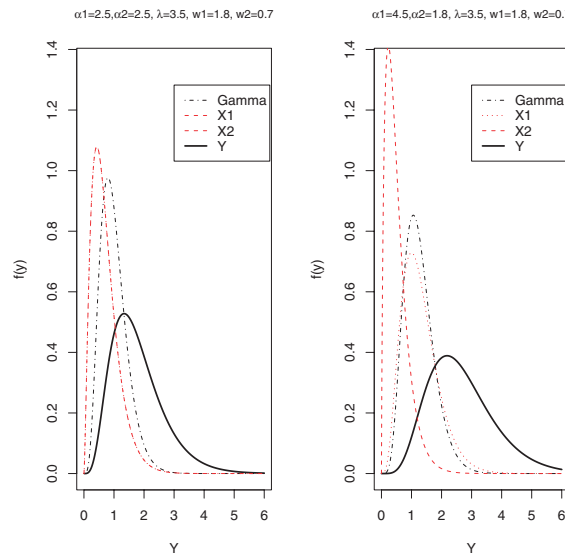 α1=2.5,α2=2.5, λ=3.5, w1=1.8, w2=0.7
1.4
1.2
1.0
0.8
0.6
0.4
0.2
0.0
f(y)
Gamma
X1
X2
Y
0 1 2 3 4 5 6
Y
α1=4.5,α2=1.8, λ=3.5, w1=1.8, w2=0.
1.4
1.2
1.0
0.8
0.6
0.4
0.2
0.0
f(y)
Gamma
X1
X2
Y
0 1 2 3 4 5 6
Y